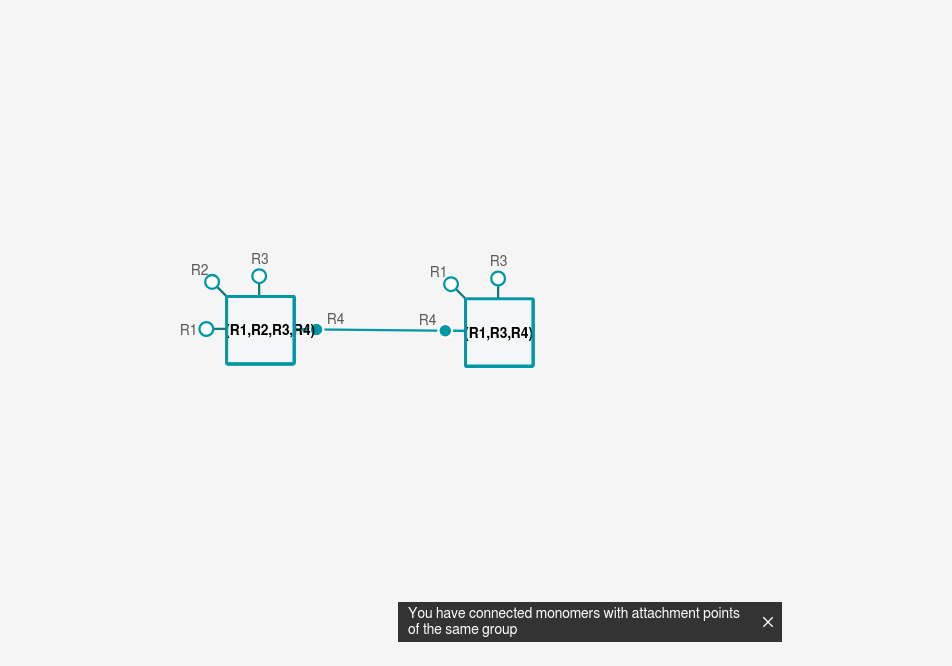 R2
R3
R1
(R1,R2,R3,R4)
R4
R1
R3
R4
(R1,R3,R4)
You have connected monomers with attachment points
of the same group